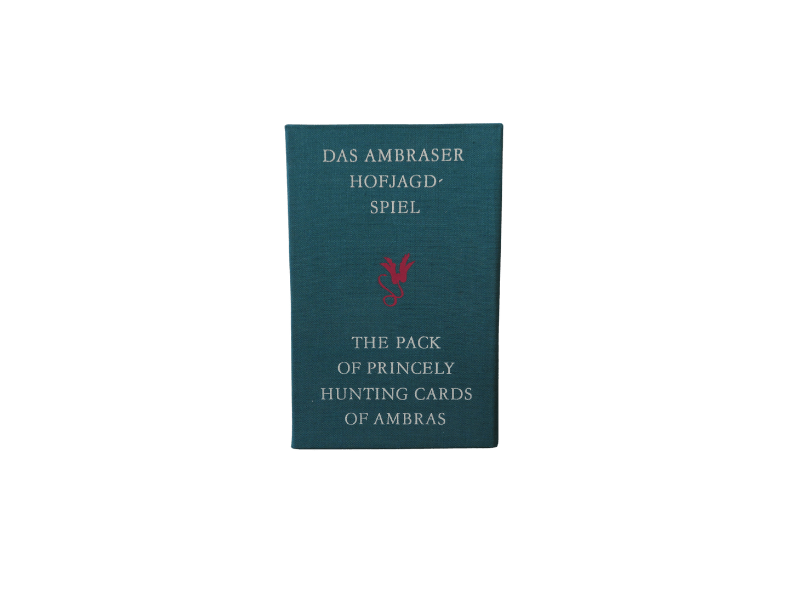 DAS AMBRASER
HOFJAGD-
SPIEL
THE PACK
OF PRINCELY
HUNTING CARDS
OF AMBRAS